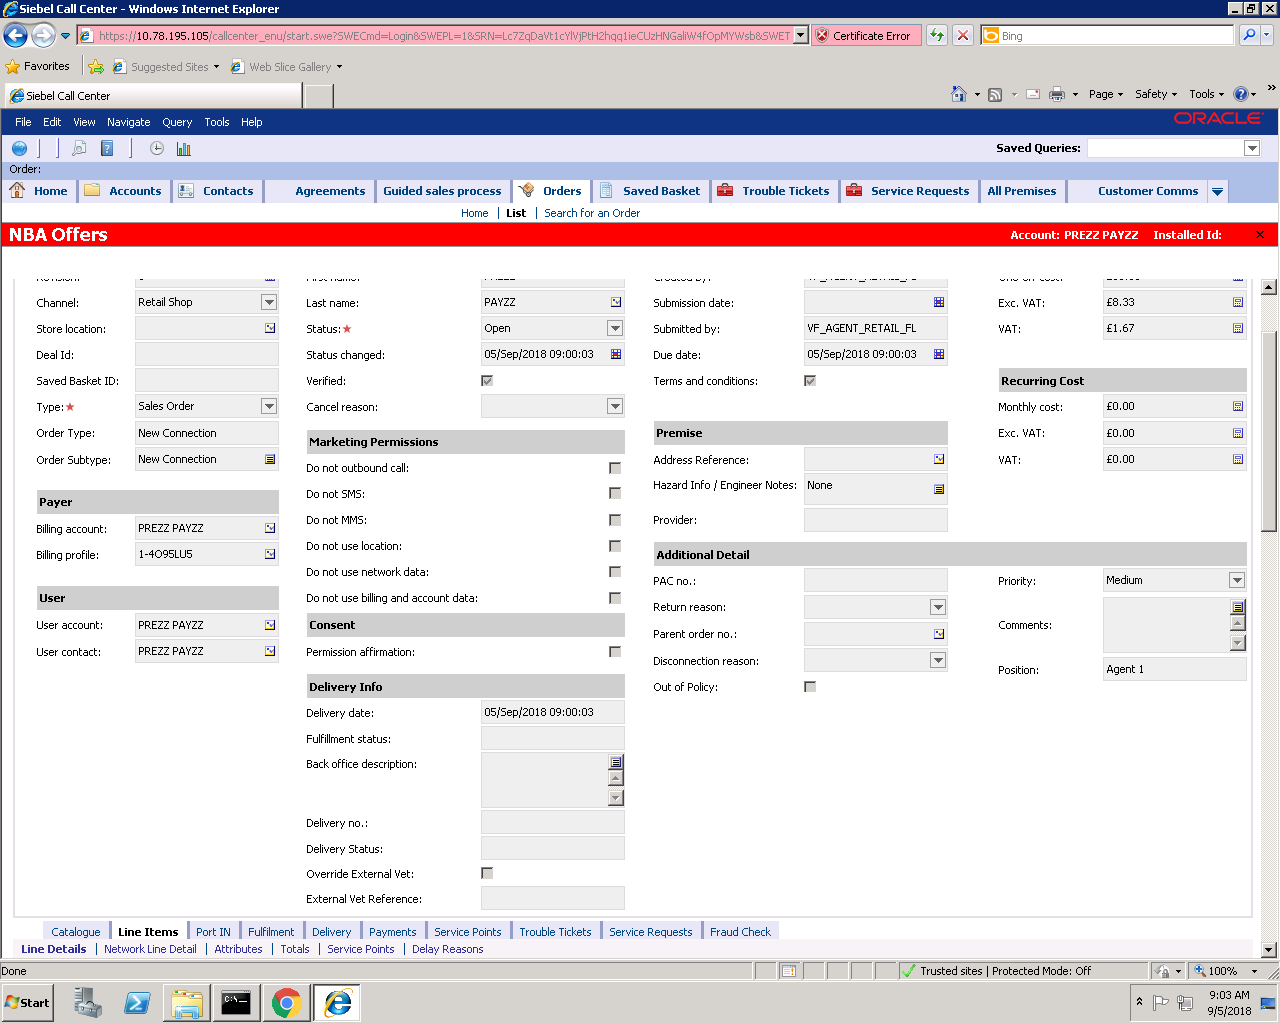 Siebel Call Center - Windows Internet Explorer
https://10.78.195.105/callcenter_enu/start.swe?SWECmd=Login&SWEPL=1&SRN=Lc7ZqDaVt1cYlVjPtH2hqq1ieCUzHNGaliW4fOpMYWsb&SWET
Certificate Error
Bing
Favorites
Suggested Sites
Web Slice Gallery
Siebel Call Center
Page
Safety
Tools
File Edit View Navigate Query Tools Help
ORACLE
Saved Queries:
Order:
Home Accounts Contacts Agreements Guided sales process Orders Saved Basket Trouble Tickets Service Requests All Premises Customer Comms
Home | List | Search for an Order
NBA Offers
Account: PREZZ PAYZZ Installed Id:
Channel: Retail Shop
Store location:
Deal Id:
Saved Basket ID:
Type: Sales Order
Order Type: New Connection
Order Subtype: New Connection
Payer
Billing account: PREZZ PAYZZ
Billing profile: 1-4O95LU5
User
User account: PREZZ PAYZZ
User contact: PREZZ PAYZZ
Last name: PAYZZ
Status: Open
Status changed: 05/Sep/2018 09:00:03
Verified:
Cancel reason:
Marketing Permissions
Do not outbound call:
Do not SMS:
Do not MMS:
Do not use location:
Do not use network data:
Do not use billing and account data:
Consent
Permission affirmation:
Delivery Info
Delivery date: 05/Sep/2018 09:00:03
Fulfillment status:
Back office description:
Delivery no.:
Delivery Status:
Override External Vet:
External Vet Reference:
Submission date:
Submitted by: VF_AGENT_RETAIL_FL
Due date: 05/Sep/2018 09:00:03
Terms and conditions:
Premise
Address Reference:
Hazard Info / Engineer Notes: None
Provider:
Additional Detail
PAC no.:
Return reason:
Parent order no.:
Disconnection reason:
Out of Policy:
Exc. VAT: £8.33
VAT: £1.67
Recurring Cost
Monthly cost: £0.00
Exc. VAT: £0.00
VAT: £0.00
Priority: Medium
Comments:
Position: Agent 1
Catalogue Line Items Port IN Fulfilment Delivery Payments Service Points Trouble Tickets Service Requests Fraud Check
Line Details | Network Line Detail | Attributes | Totals | Service Points | Delay Reasons
Done
Trusted sites | Protected Mode: Off
100%
Start
C:\
9:03 AM
9/5/2018